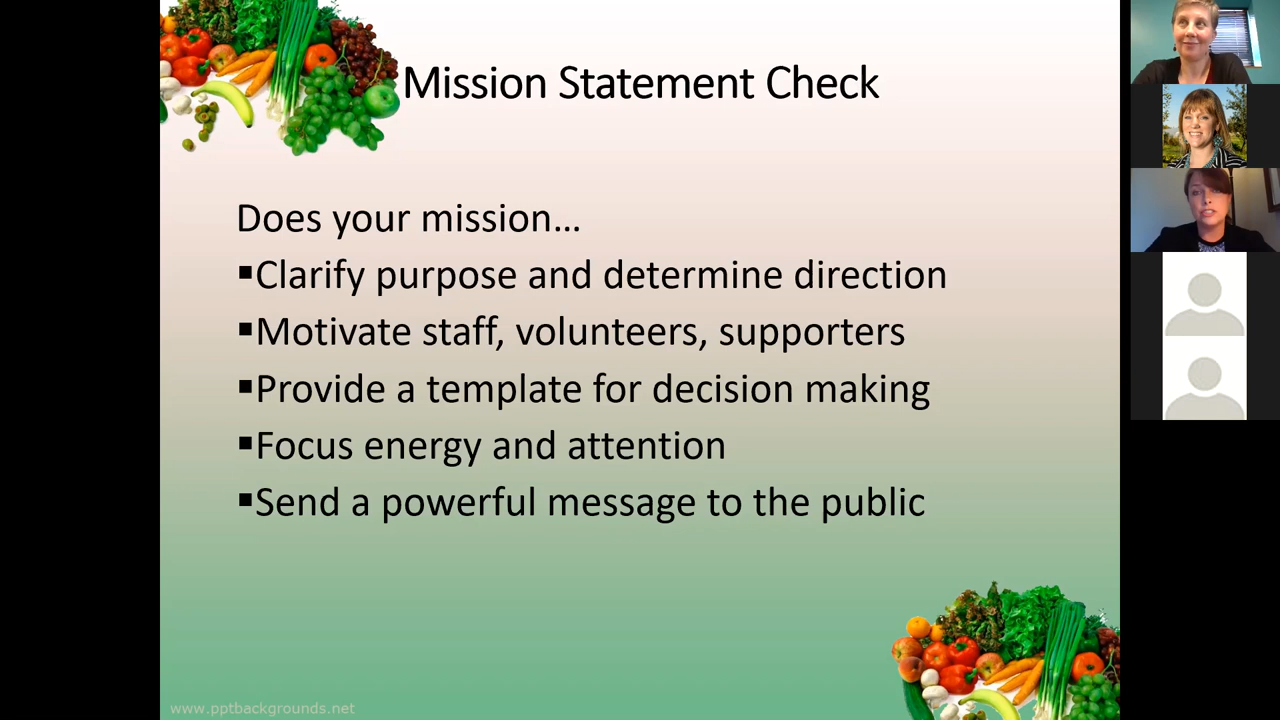 Mission Statement Check
Does your mission...
▪Clarify purpose and determine direction
▪Motivate staff, volunteers, supporters
▪Provide a template for decision making
▪Focus energy and attention
▪Send a powerful message to the public
www.pptbackgrounds.net